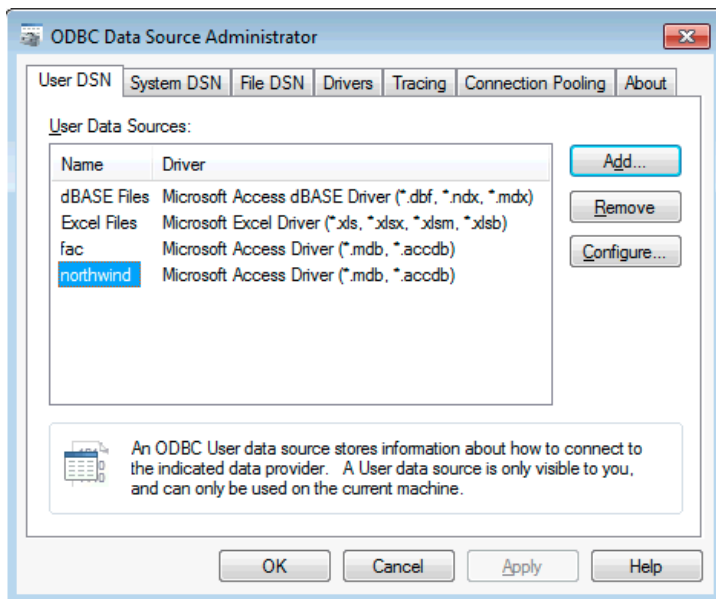 ODBC Data Source Administrator
User DSN System DSN File DSN Drivers Tracing Connection Pooling About
User Data Sources:
Name Driver
dBASE Files Microsoft Access dBASE Driver (*.dbf, *.ndx, *.mdx)
Excel Files Microsoft Excel Driver (*.xls, *.xlsx, *.xlsm, *.xlsb)
fac Microsoft Access Driver (*.mdb, *.accdb)
northwind Microsoft Access Driver (*.mdb, *.accdb)
Add...
Remove
Configure...
An ODBC User data source stores information about how to connect to
the indicated data provider. A User data source is only visible to you,
and can only be used on the current machine.
OK Cancel Apply Help